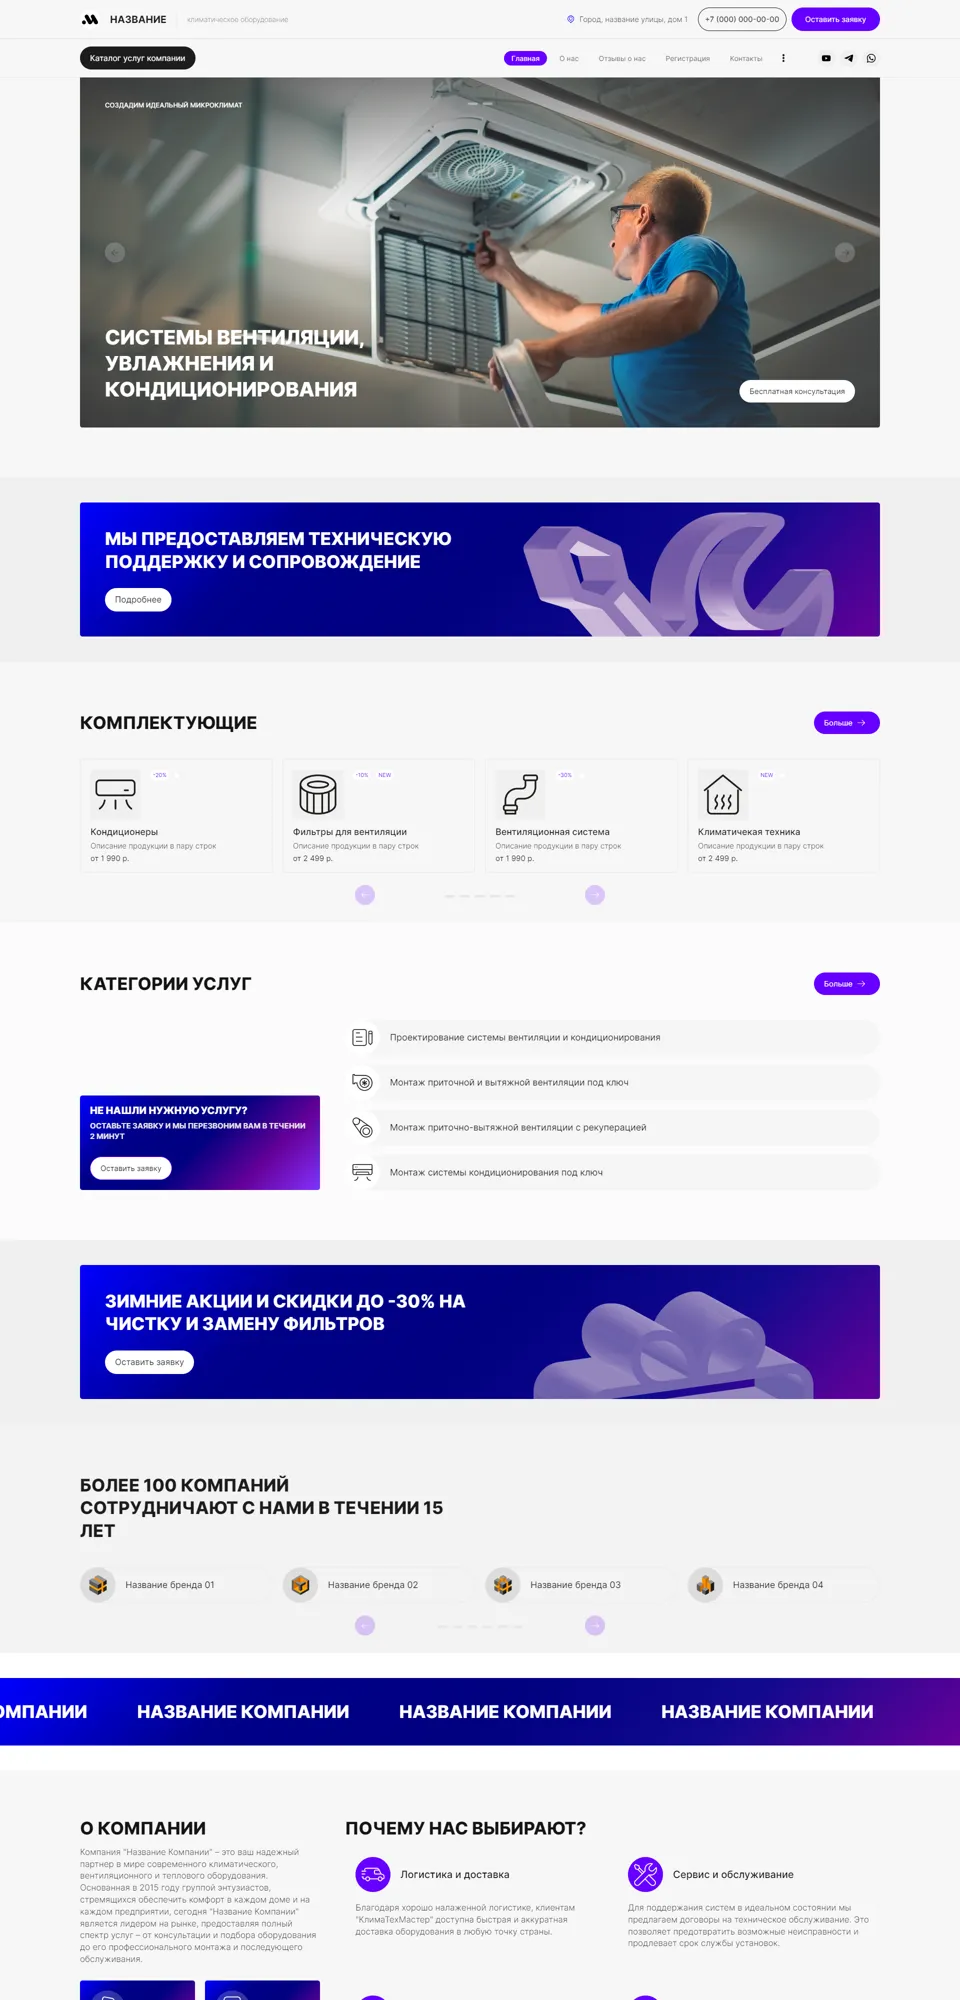 НАЗВАНИЕ
климатическое оборудование
Город, название улицы, дом 1
+7 (000) 000-00-00
Оставить заявку
Каталог услуг компании
Главная
О нас
Отзывы о нас
Регистрация
Контакты
СОЗДАДИМ ИДЕАЛЬНЫЙ МИКРОКЛИМАТ
СИСТЕМЫ ВЕНТИЛЯЦИИ,
УВЛАЖНЕНИЯ И
КОНДИЦИОНИРОВАНИЯ
Бесплатная консультация
МЫ ПРЕДОСТАВЛЯЕМ ТЕХНИЧЕСКУЮ
ПОДДЕРЖКУ И СОПРОВОЖДЕНИЕ
Подробнее
КОМПЛЕКТУЮЩИЕ
Больше
-20%
Кондиционеры
Описание продукции в пару строк
от 1 990 р.
-10%
NEW
Фильтры для вентиляции
Описание продукции в пару строк
от 2 499 р.
-30%
Вентиляционная система
Описание продукции в пару строк
от 1 990 р.
NEW
Климатичекая техника
Описание продукции в пару строк
от 2 499 р.
КАТЕГОРИИ УСЛУГ
Больше
НЕ НАШЛИ НУЖНУЮ УСЛУГУ?
ОСТАВЬТЕ ЗАЯВКУ И МЫ ПЕРЕЗВОНИМ ВАМ В ТЕЧЕНИИ
2 МИНУТ
Оставить заявку
Проектирование системы вентиляции и кондиционирования
Монтаж приточной и вытяжной вентиляции под ключ
Монтаж приточно-вытяжной вентиляции с рекуперацией
Монтаж системы кондиционирования под ключ
ЗИМНИЕ АКЦИИ И СКИДКИ ДО -30% НА
ЧИСТКУ И ЗАМЕНУ ФИЛЬТРОВ
Оставить заявку
БОЛЕЕ 100 КОМПАНИЙ
СОТРУДНИЧАЮТ С НАМИ В ТЕЧЕНИИ 15
ЛЕТ
Название бренда 01
Название бренда 02
Название бренда 03
Название бренда 04
ОМПАНИИ
НАЗВАНИЕ КОМПАНИИ
НАЗВАНИЕ КОМПАНИИ
НАЗВАНИЕ КОМПАНИИ
О КОМПАНИИ
Компания "Название Компании" – это ваш надежный
партнер в мире современного климатического,
вентиляционного и теплового оборудования.
Основанная в 2015 году группой энтузиастов,
стремящихся обеспечить комфорт в каждом доме и на
каждом предприятии, сегодня "Название Компании"
является лидером на рынке, предоставляя полный
спектр услуг – от консультации и подбора оборудования
до его профессионального монтажа и последующего
обслуживания.
ПОЧЕМУ НАС ВЫБИРАЮТ?
Логистика и доставка
Благодаря хорошо налаженной логистике, клиентам
"КлимаТехМастер" доступна быстрая и аккуратная
доставка оборудования в любую точку страны.
Сервис и обслуживание
Для поддержания систем в идеальном состоянии мы
предлагаем договоры на техническое обслуживание. Это
позволяет предотвратить возможные неисправности и
продлевает срок службы установок.